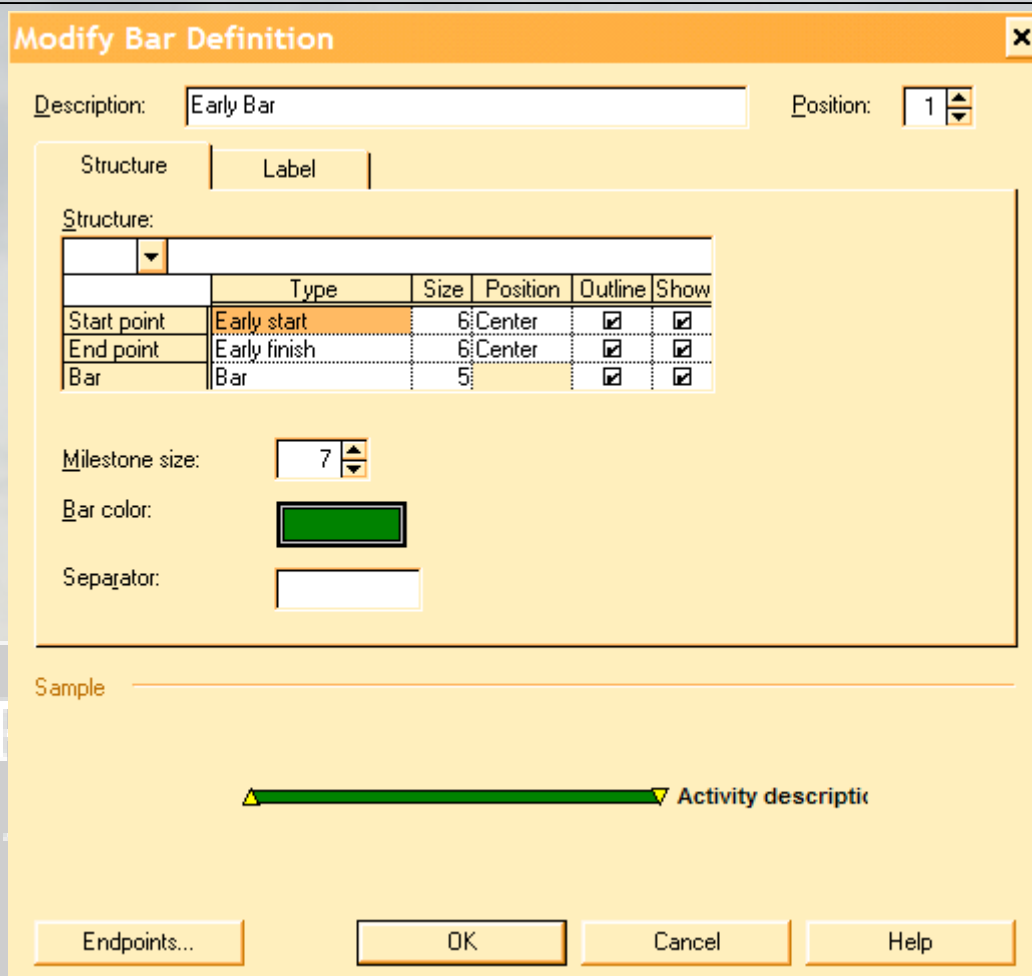 Modify Bar Definition
Description: Early Bar Position: 1
Structure Label
Structure:
Type Size Position Outline Show
Start point Early start 6 Center
End point Early finish 6 Center
Bar Bar 5
Milestone size: 7
Bar color:
Separator:
Sample
Activity descriptic
Endpoints... OK Cancel Help